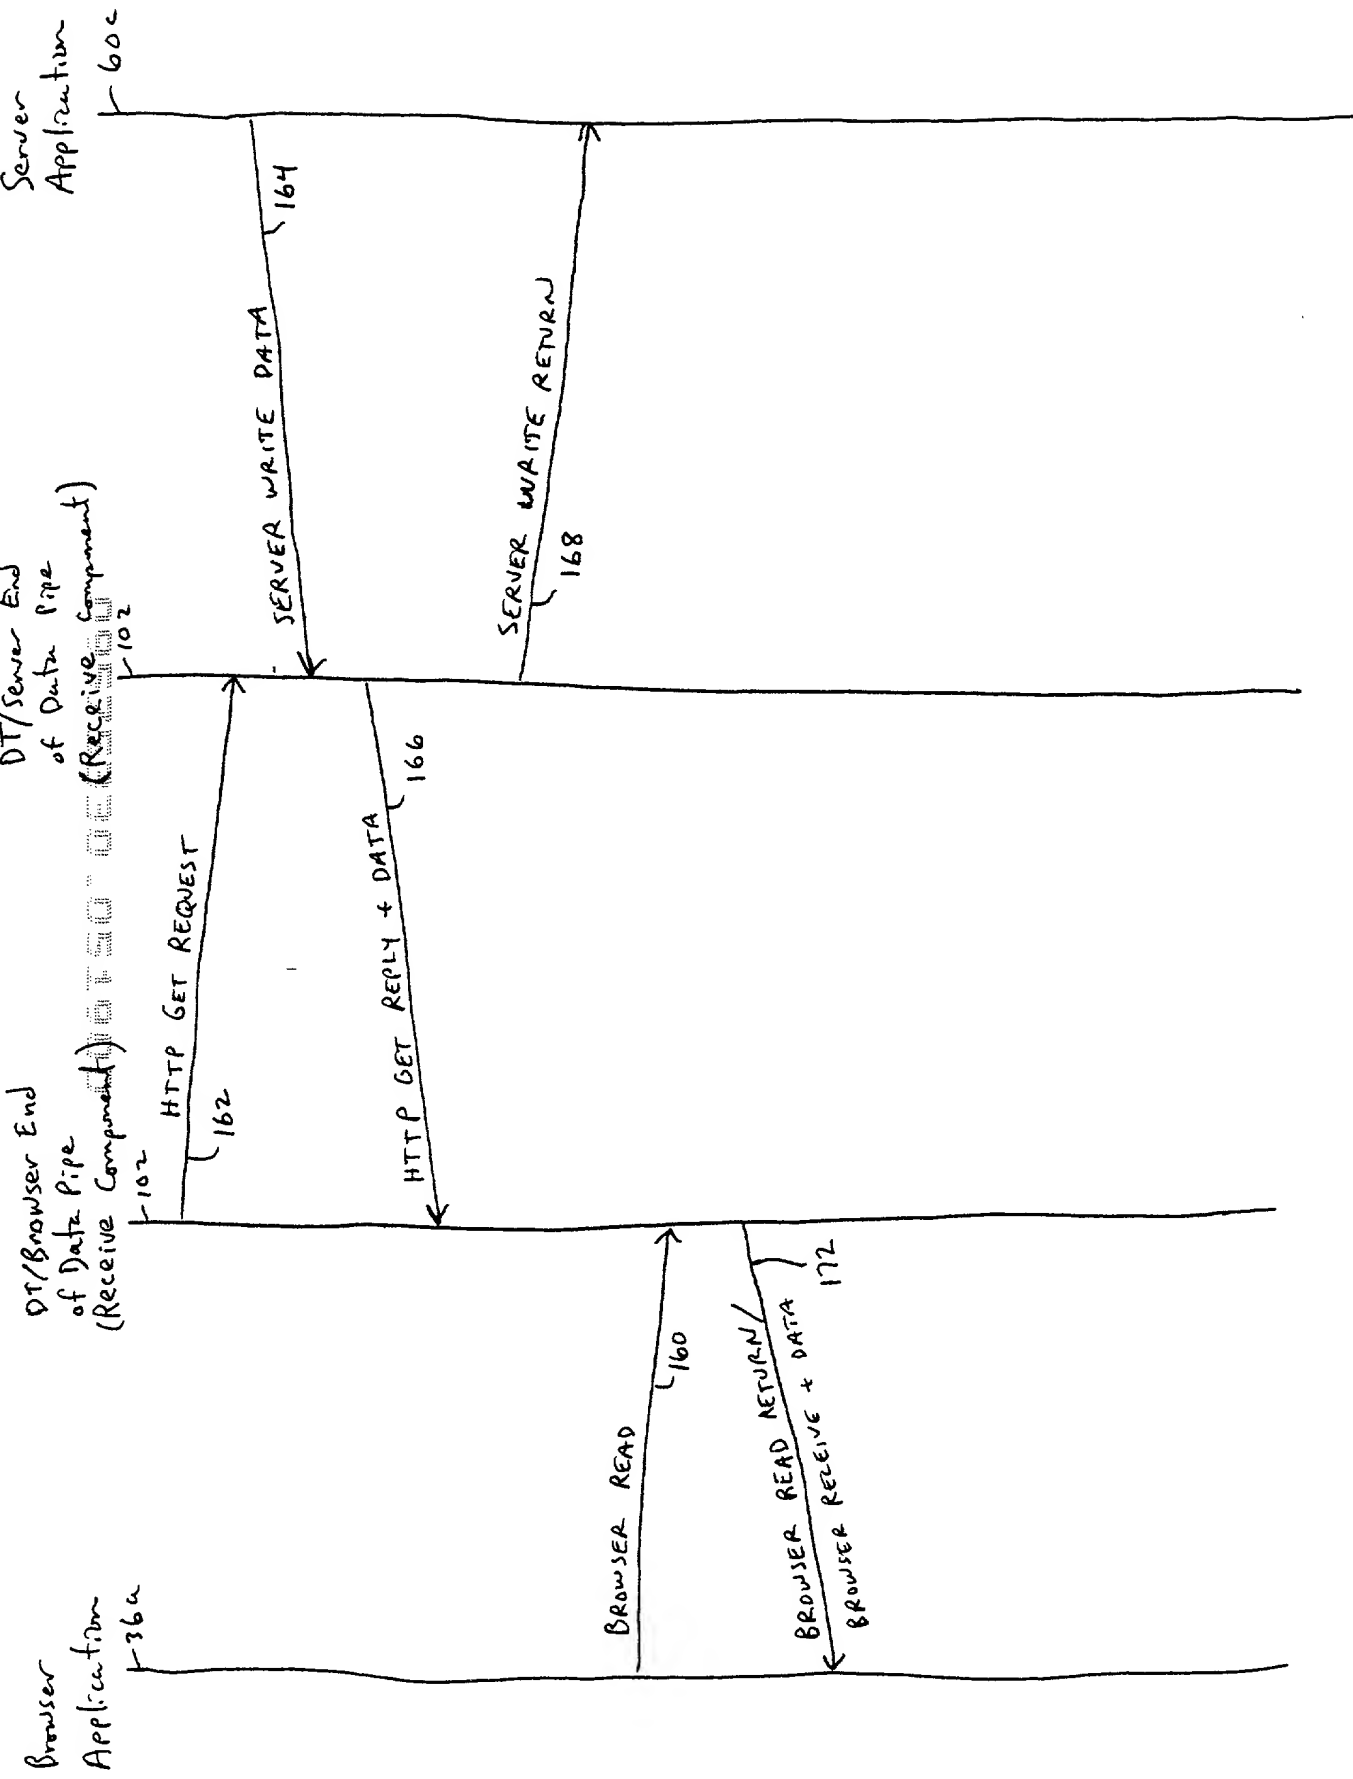 Browser
Application
36a
DT/Browser End
of Data Pipe
(Receive Component)
102
DT/Server End
of Data Pipe
(Receive Component)
102
Server
Application
60c
HTTP GET REQUEST
162
SERVER WRITE DATA
164
HTTP GET REPLY + DATA
166
SERVER WRITE RETURN
168
BROWSER READ
160
BROWSER READ RETURN/
BROWSER RECEIVE + DATA
172